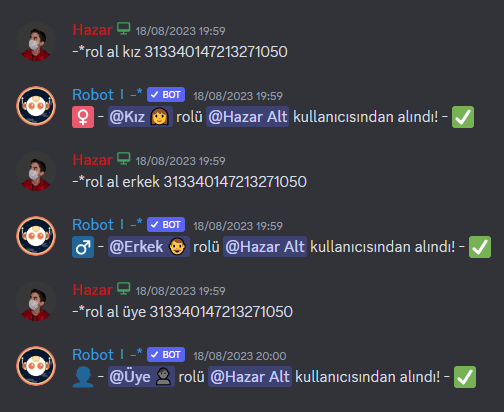 Hazar 18/08/2023 19:59
-*rol al kız 313340147213271050
Robot | -* ✓ BOT 18/08/2023 19:59
♀ - @Kız 👩 rolü @Hazar Alt kullanıcısından alındı! - ✅
Hazar 18/08/2023 19:59
-*rol al erkek 313340147213271050
Robot | -* ✓ BOT 18/08/2023 19:59
♂ - @Erkek 👨 rolü @Hazar Alt kullanıcısından alındı! - ✅
Hazar 18/08/2023 19:59
-*rol al üye 313340147213271050
Robot | -* ✓ BOT 18/08/2023 20:00
👤 - @Üye rolü @Hazar Alt kullanıcısından alındı! - ✅